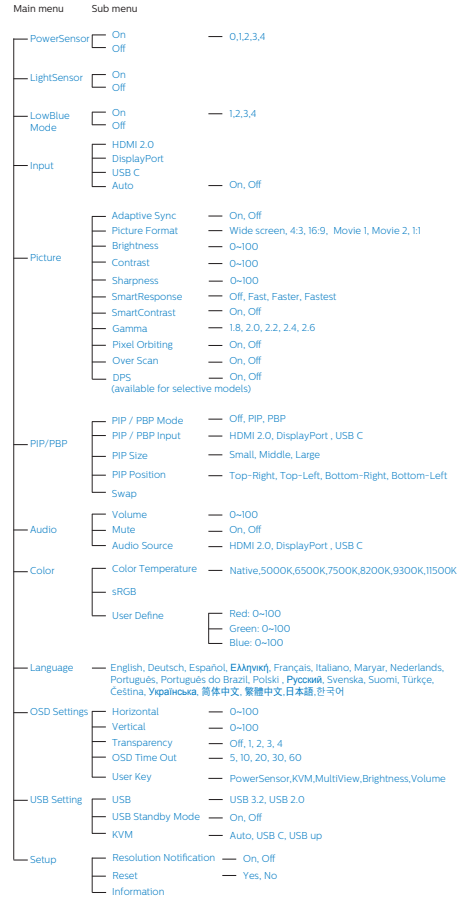 Main menu Sub menu
PowerSensor On 0,1,2,3,4
Off
LightSensor On
Off
LowBlue Mode On 1,2,3,4
Off
Input HDMI 2.0
DisplayPort
USB C
Auto On, Off
Picture Adaptive Sync On, Off
Picture Format Wide screen, 4:3, 16:9, Movie 1, Movie 2, 1:1
Brightness 0~100
Contrast 0~100
Sharpness 0~100
SmartResponse Off, Fast, Faster, Fastest
SmartContrast On, Off
Gamma 1.8, 2.0, 2.2, 2.4, 2.6
Pixel Orbiting On, Off
Over Scan On, Off
DPS On, Off
(available for selective models)
PIP/PBP PIP / PBP Mode Off, PIP, PBP
PIP / PBP Input HDMI 2.0, DisplayPort , USB C
PIP Size Small, Middle, Large
PIP Position Top-Right, Top-Left, Bottom-Right, Bottom-Left
Swap
Audio Volume 0~100
Mute On, Off
Audio Source HDMI 2.0, DisplayPort , USB C
Color Color Temperature Native,5000K,6500K,7500K,8200K,9300K,11500K
sRGB
User Define Red: 0~100
Green: 0~100
Blue: 0~100
Language English, Deutsch, Español, Ελληνική, Français, Italiano, Maryar, Nederlands,
Português, Português do Brazil, Polski , Русский, Svenska, Suomi, Türkçe,
Čeština, Українська, 简体中文, 繁體中文,日本語,한국어
OSD Settings Horizontal 0~100
Vertical 0~100
Transparency Off, 1, 2, 3, 4
OSD Time Out 5, 10, 20, 30, 60
User Key PowerSensor,KVM,MultiView,Brightness,Volume
USB Setting USB USB 3.2, USB 2.0
USB Standby Mode On, Off
KVM Auto, USB C, USB up
Setup Resolution Notification On, Off
Reset Yes, No
Information